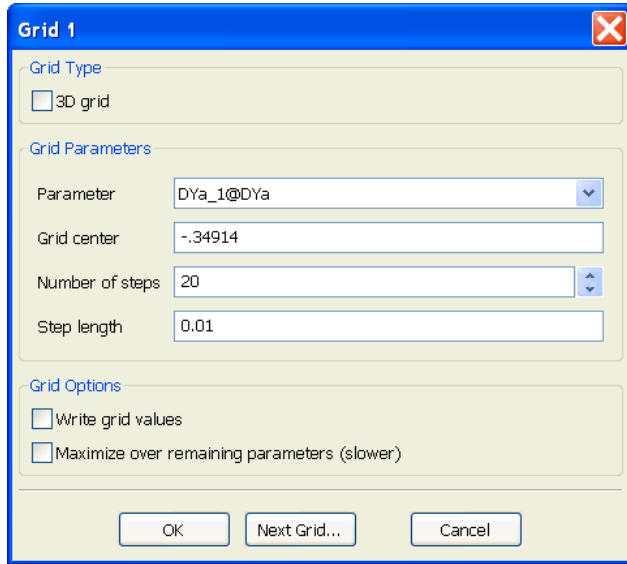 Grid 1
Grid Type
3D grid
Grid Parameters
Parameter DYa_1@DYa
Grid center -.34914
Number of steps 20
Step length 0.01
Grid Options
Write grid values
Maximize over remaining parameters (slower)
OK Next Grid... Cancel